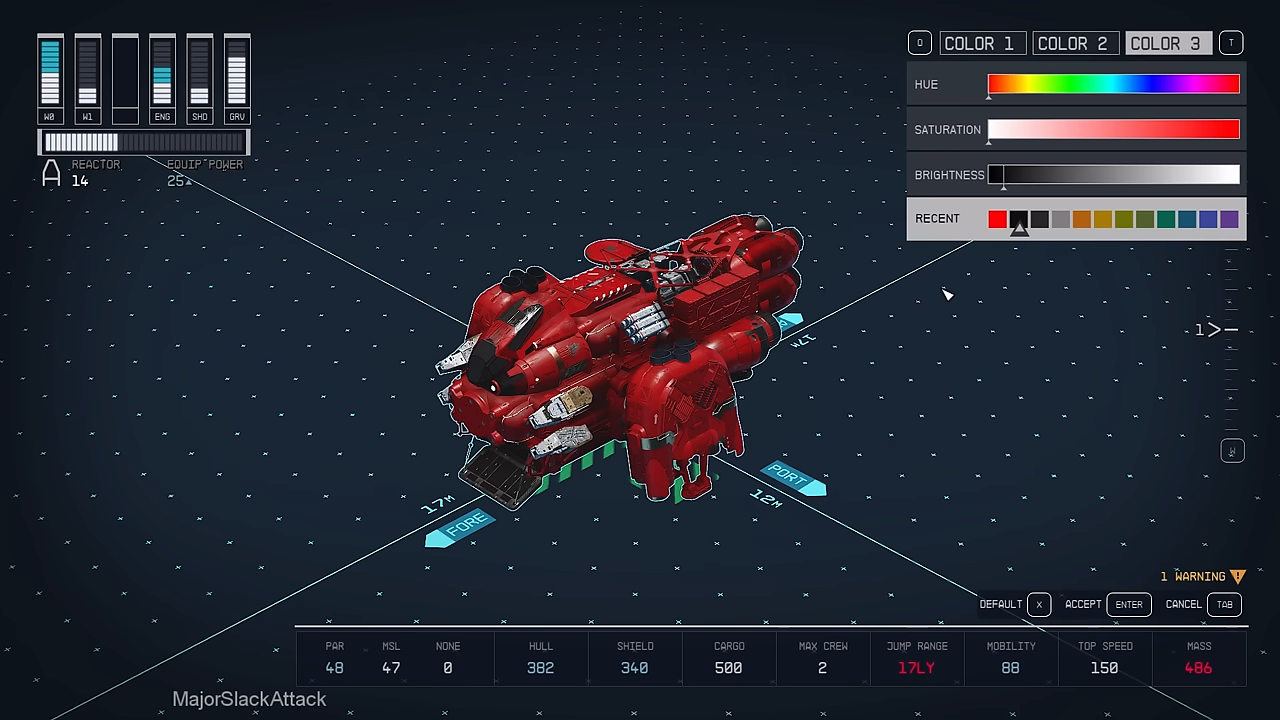 W0 W1 ENG SHD GRV
REACTOR
14
EQUIP POWER
25
O COLOR 1 COLOR 2 COLOR 3 T
HUE
SATURATION
BRIGHTNESS
RECENT
1
17M
FORE
PORT
12M
1 WARNING
DEFAULT X ACCEPT ENTER CANCEL TAB
PAR MSL NONE HULL SHIELD CARGO MAX CREW JUMP RANGE MOBILITY TOP SPEED MASS
48 47 0 382 340 500 2 17LY 88 150 486
MajorSlackAttack